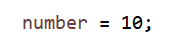 number = 10;